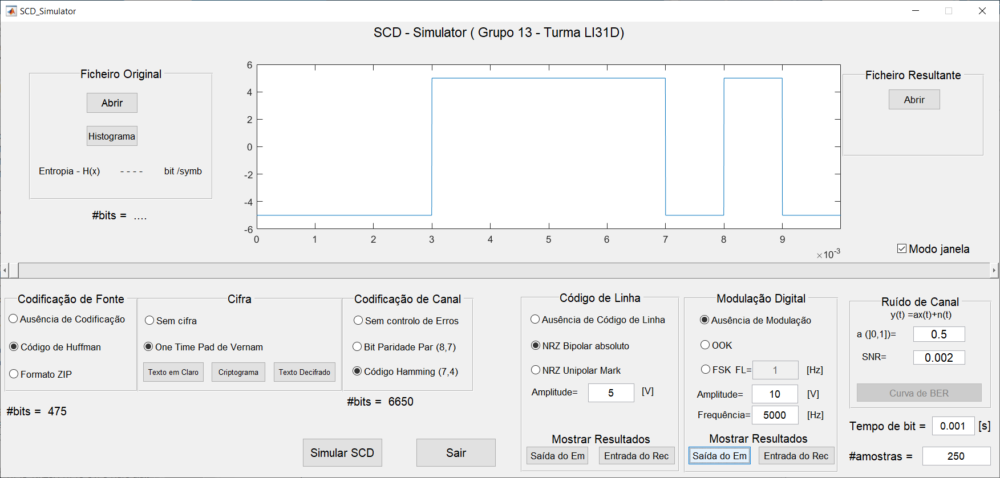 SCD_Simulator
SCD - Simulator ( Grupo 13 - Turma LI31D)
Ficheiro Original
Abrir
Histograma
Entropia - H(x) - - - - bit /symb
#bits = ....
6
4
2
0
-2
-4
-6
0 1 2 3 4 5 6 7 8 9
×10-3
Ficheiro Resultante
Abrir
Modo janela
Codificação de Fonte
Ausência de Codificação
Código de Huffman
Formato ZIP
#bits = 475
Cifra
Sem cifra
One Time Pad de Vernam
Texto em Claro Criptograma Texto Decifrado
Codificação de Canal
Sem controlo de Erros
Bit Paridade Par (8,7)
Código Hamming (7,4)
#bits = 6650
Simular SCD Sair
Código de Linha
Ausência de Código de Linha
NRZ Bipolar absoluto
NRZ Unipolar Mark
Amplitude= 5 [V]
Mostrar Resultados
Saída do Em Entrada do Rec
Modulação Digital
Ausência de Modulação
OOK
FSK FL= 1 [Hz]
Amplitude= 10 [V]
Frequência= 5000 [Hz]
Mostrar Resultados
Saída do Em Entrada do Rec
Ruído de Canal
y(t) =ax(t)+n(t)
a (]0,1])= 0.5
SNR= 0.002
Curva de BER
Tempo de bit = 0.001 [s]
#amostras = 250